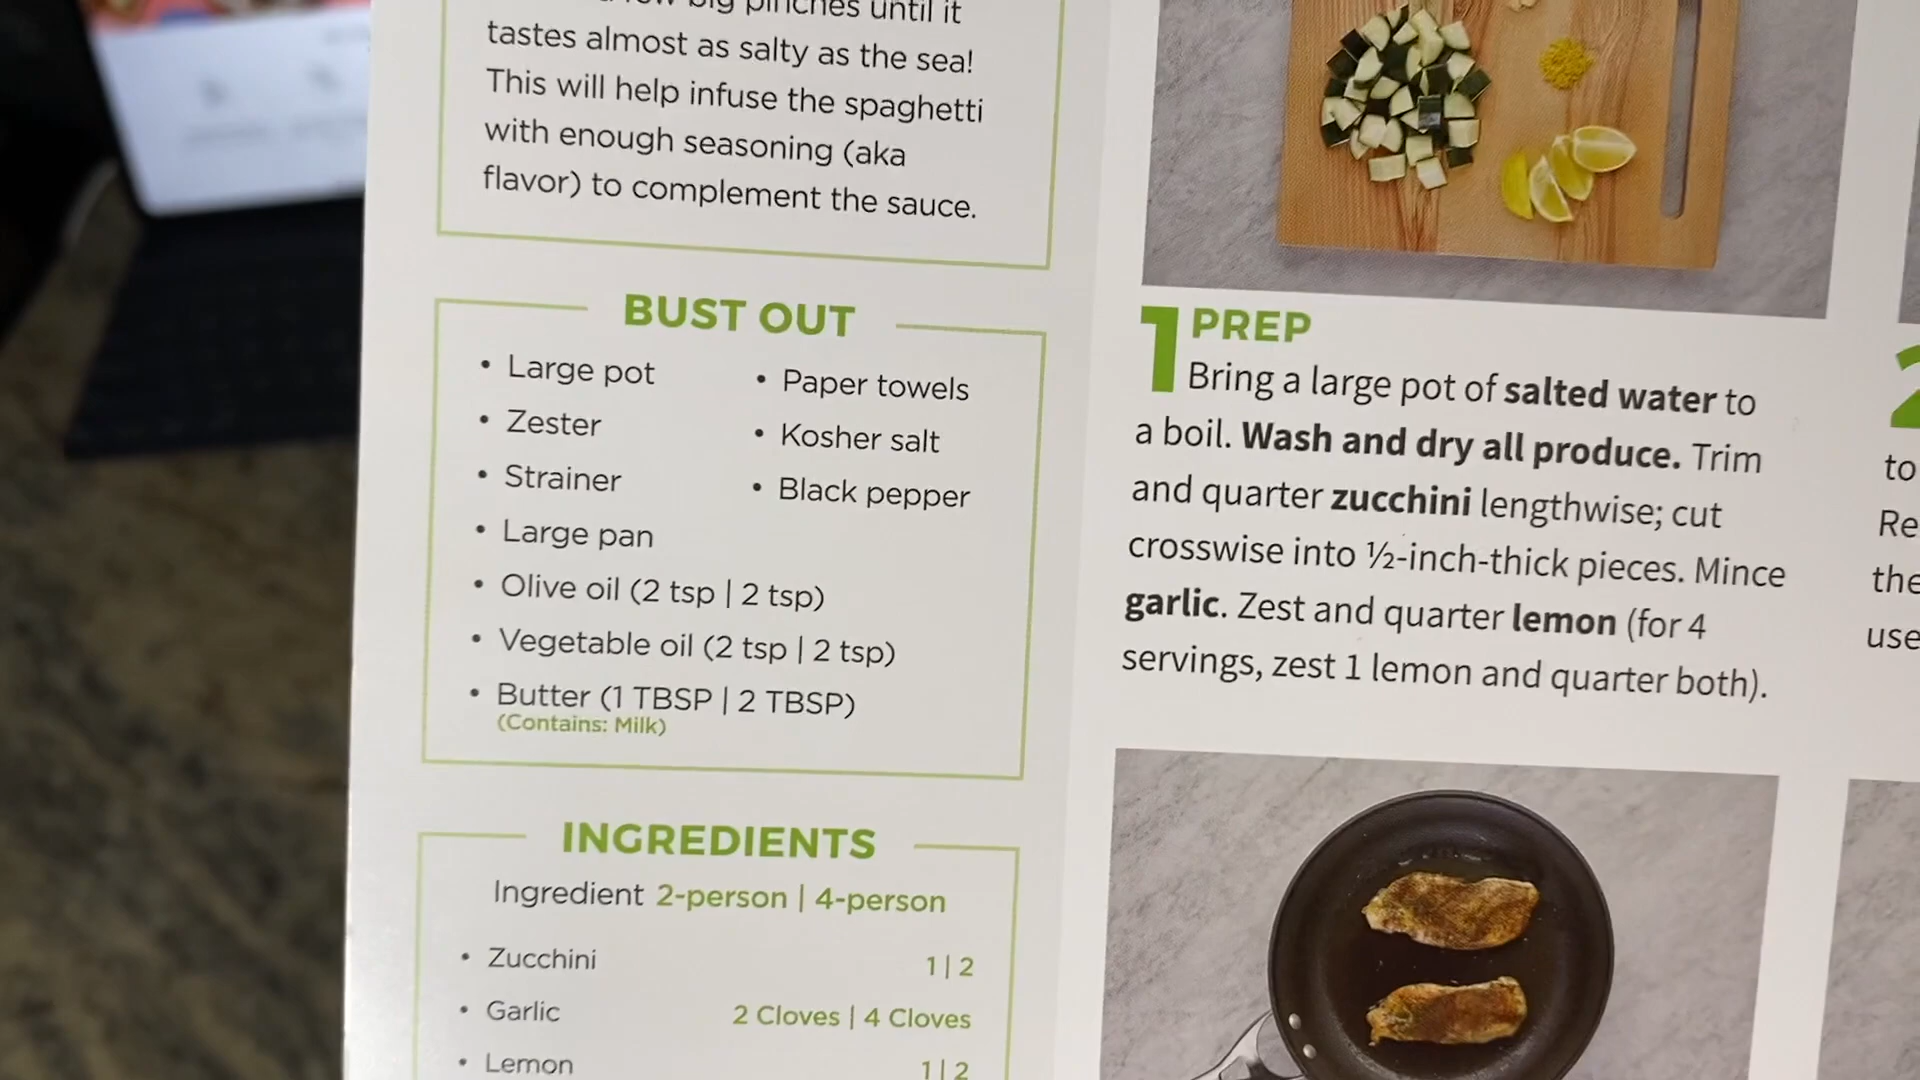 big pinches until it
tastes almost as salty as the sea!
This will help infuse the spaghetti
with enough seasoning (aka
flavor) to complement the sauce.
BUST OUT
• Large pot
• Zester
• Strainer
• Large pan
• Olive oil (2 tsp | 2 tsp)
• Vegetable oil (2 tsp | 2 tsp)
• Butter (1 TBSP | 2 TBSP)
(Contains: Milk)
• Paper towels
• Kosher salt
• Black pepper
INGREDIENTS
Ingredient 2-person | 4-person
• Zucchini 1 | 2
• Garlic 2 Cloves | 4 Cloves
• Lemon 1 | 2
1 PREP
Bring a large pot of salted water to
a boil. Wash and dry all produce. Trim
and quarter zucchini lengthwise; cut
crosswise into ½-inch-thick pieces. Mince
garlic. Zest and quarter lemon (for 4
servings, zest 1 lemon and quarter both).
2
to
Re
the
use